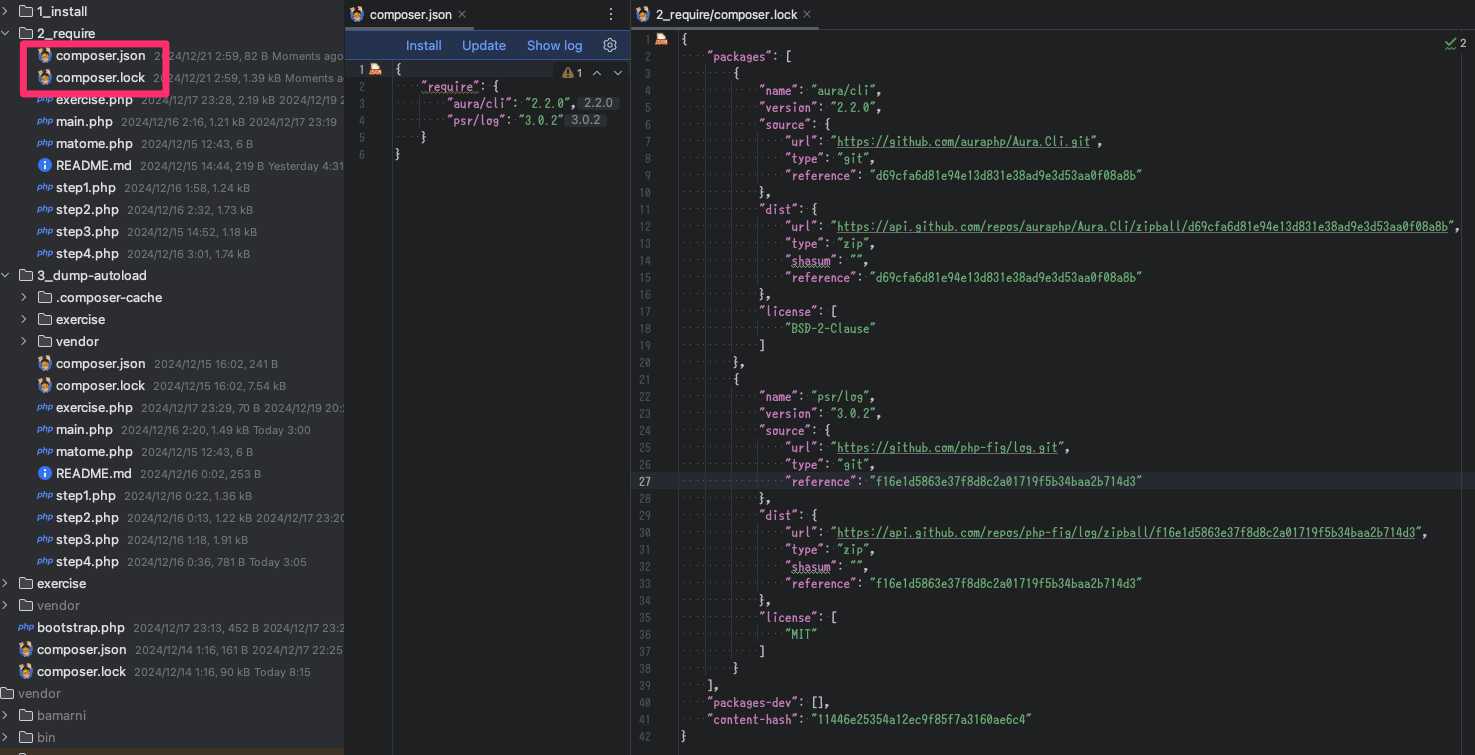 1_install
2_require
composer.json 2024/12/21 2:59, 82 B Moments ago
composer.lock 2024/12/21 2:59, 1.39 kB Moments a
exercise.php 2024/12/17 23:28, 2.19 kB 2024/12/19 2
main.php 2024/12/16 2:16, 1.21 kB 2024/12/17 23:19
matome.php 2024/12/15 12:43, 6 B
README.md 2024/12/15 14:44, 219 B Yesterday 4:31
step1.php 2024/12/16 1:58, 1.24 kB
step2.php 2024/12/16 2:32, 1.73 kB
step3.php 2024/12/15 14:52, 1.18 kB
step4.php 2024/12/16 3:01, 1.74 kB
3_dump-autoload
.composer-cache
exercise
vendor
composer.json 2024/12/15 16:02, 241 B
composer.lock 2024/12/15 16:02, 7.54 kB
exercise.php 2024/12/17 23:29, 70 B 2024/12/19 20:
main.php 2024/12/16 2:20, 1.49 kB Today 3:00
matome.php 2024/12/15 12:43, 6 B
README.md 2024/12/16 0:02, 253 B
step1.php 2024/12/16 0:22, 1.36 kB
step2.php 2024/12/16 0:13, 1.22 kB 2024/12/17 23:20
step3.php 2024/12/16 1:18, 1.91 kB
step4.php 2024/12/16 0:36, 781 B Today 3:05
exercise
vendor
bootstrap.php 2024/12/17 23:13, 452 B 2024/12/17 23:2
composer.json 2024/12/14 1:16, 161 B 2024/12/17 22:25
composer.lock 2024/12/14 1:16, 90 kB Today 8:15
vendor
bamarni
bin
composer.json
Install Update Show log
1 {
2 "require": {
3 "aura/cli": "2.2.0", 2.2.0
4 "psr/log": "3.0.2" 3.0.2
5 }
6 }
1
2_require/composer.lock
2
1 {
2 "packages": [
3 {
4 "name": "aura/cli",
5 "version": "2.2.0",
6 "source": {
7 "url": "https://github.com/auraphp/Aura.Cli.git",
8 "type": "git",
9 "reference": "d69cfa6d81e94e13d831e38ad9e3d53aa0f08a8b"
10 },
11 "dist": {
12 "url": "https://api.github.com/repos/auraphp/Aura.Cli/zipball/d69cfa6d81e94e13d831e38ad9e3d53aa0f08a8b",
13 "type": "zip",
14 "shasum": "",
15 "reference": "d69cfa6d81e94e13d831e38ad9e3d53aa0f08a8b"
16 },
17 "license": [
18 "BSD-2-Clause"
19 ]
20 },
21 {
22 "name": "psr/log",
23 "version": "3.0.2",
24 "source": {
25 "url": "https://github.com/php-fig/log.git",
26 "type": "git",
27 "reference": "f16e1d5863e37f8d8c2a01719f5b34baa2b714d3"
28 },
29 "dist": {
30 "url": "https://api.github.com/repos/php-fig/log/zipball/f16e1d5863e37f8d8c2a01719f5b34baa2b714d3",
31 "type": "zip",
32 "shasum": "",
33 "reference": "f16e1d5863e37f8d8c2a01719f5b34baa2b714d3"
34 },
35 "license": [
36 "MIT"
37 ]
38 }
39 ],
40 "packages-dev": [],
41 "content-hash": "11446e25354a12ec9f85f7a3160ae6c4"
42 }